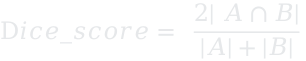 Dice_score = 2| A ∩ B| / |A| + |B|